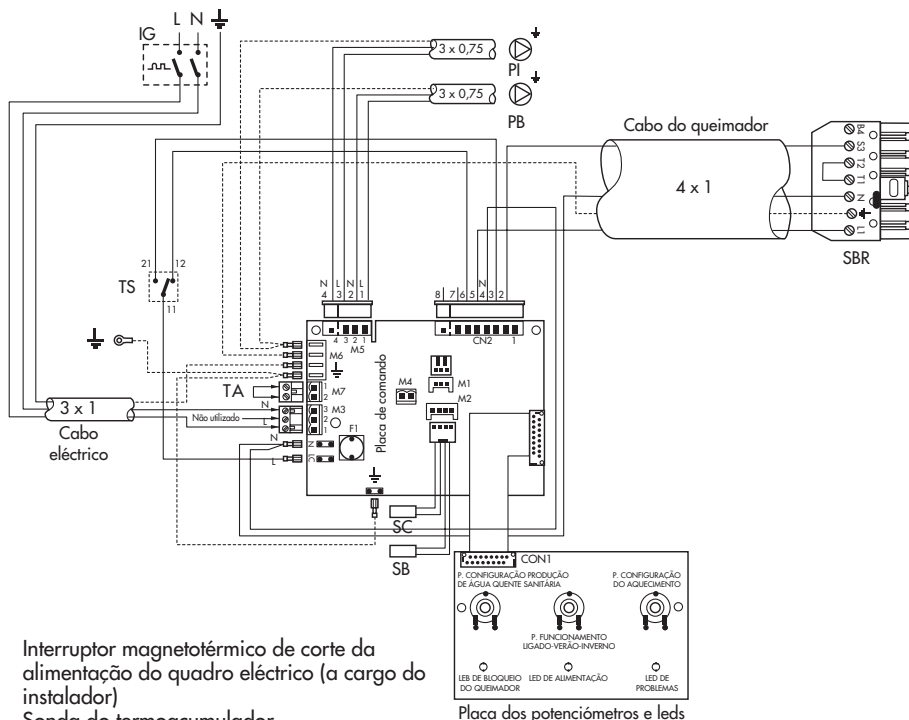 L N
IG
3 x 0,75
PI
3 x 0,75
PB
Cabo do queimador
4 x 1
B4
S3
T2
T1
N
L1
SBR
21 12
TS
11
N L N L
4 3 2 1
N
8 7 6 5 4 3 2
4 3 2 1
M5
CN2 1
M6
TA
1
2
M7
N
3
2
1
M3
Não utilizado
L
3 x 1
Cabo
eléctrico
N
N
L
LC
F1
Placa de comando
M4
M1
M2
SC
SB
CON1
P. CONFIGURAÇÃO PRODUÇÃO
DE ÁGUA QUENTE SANITÁRIA
P. CONFIGURAÇÃO
DO AQUECIMENTO
P. FUNCIONAMENTO
LIGADO-VERÃO-INVERNO
LEB DE BLOQUEIO
DO QUEIMADOR
LED DE ALIMENTAÇÃO
LED DE
PROBLEMAS
Placa dos potenciómetros e leds
Interruptor magnetotérmico de corte da
alimentação do quadro eléctrico (a cargo do
instalador)
Sonda do termoacumulador